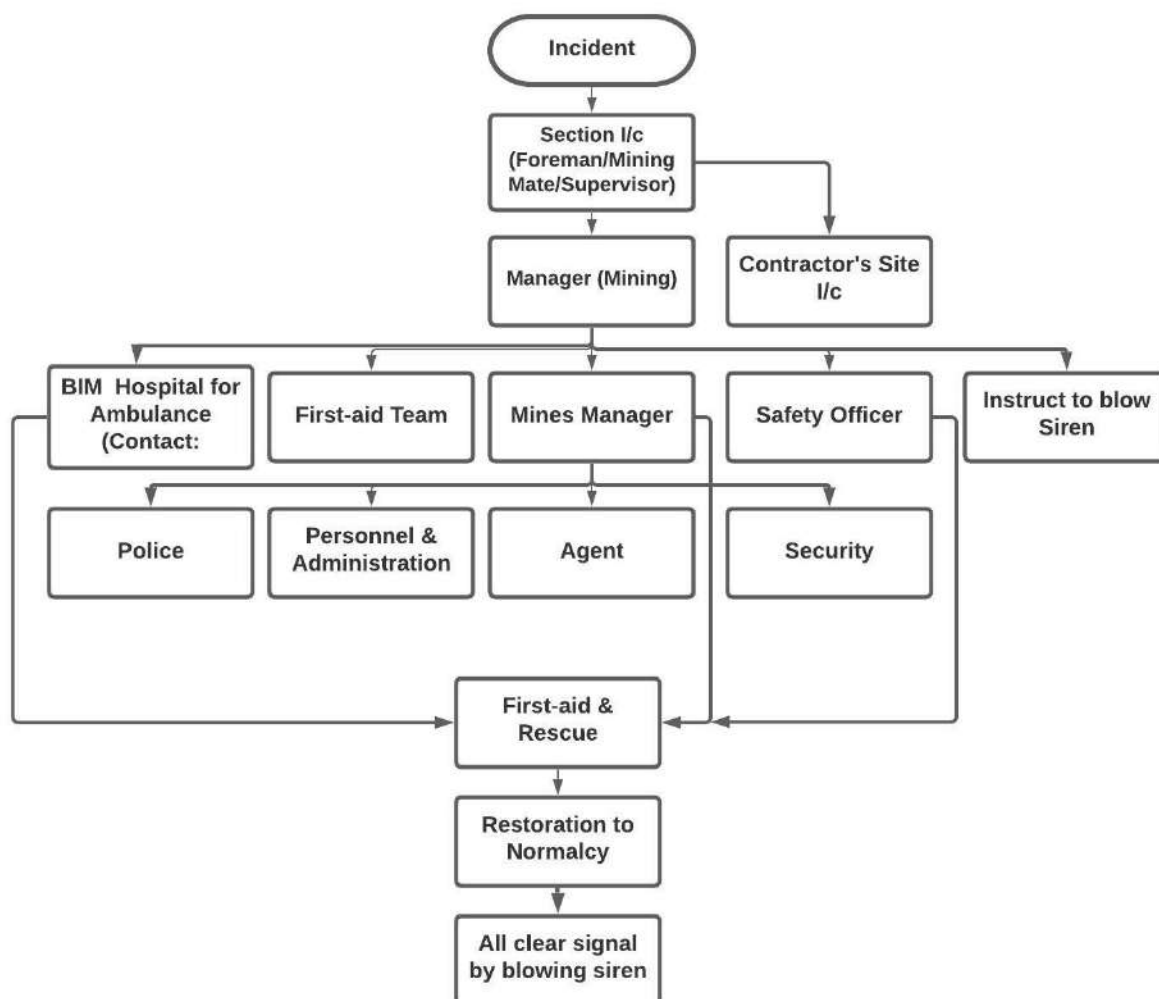 Incident
Section I/c
(Foreman/Mining
Mate/Supervisor)
Manager (Mining)
Contractor's Site
I/c
BIM Hospital for
Ambulance
(Contact:
First-aid Team
Mines Manager
Safety Officer
Instruct to blow
Siren
Police
Personnel &
Administration
Agent
Security
First-aid &
Rescue
Restoration to
Normalcy
All clear signal
by blowing siren